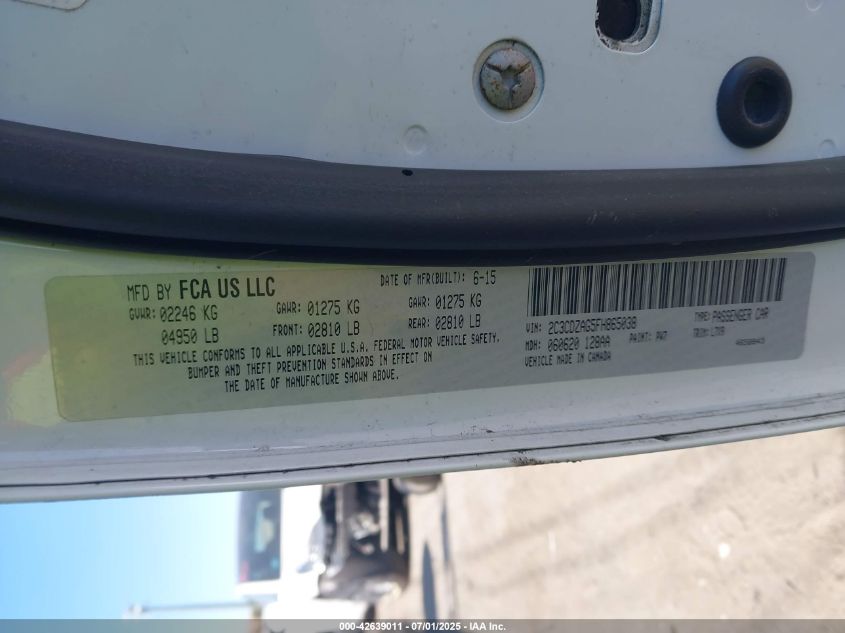 MFD BY FCA US LLC
DATE OF MFR(BUILT): 6-15
GVWR: 02246 KG
GAWR: 01275 KG
GAWR: 01275 KG
04950 LB
FRONT: 02810 LB
REAR: 02810 LB
THIS VEHICLE CONFORMS TO ALL APPLICABLE U.S.A. FEDERAL MOTOR VEHICLE SAFETY,
BUMPER AND THEFT PREVENTION STANDARDS IN EFFECT ON
THE DATE OF MANUFACTURE SHOWN ABOVE.
VIN: 2C3CDZAG5FH865038
TYPE: PASSENGER CAR
MDH: 060620 128AA
PAINT: PW7
TRIM:
VEHICLE MADE IN CANADA
000-42639011 - 07/01/2025 - IAA Inc.